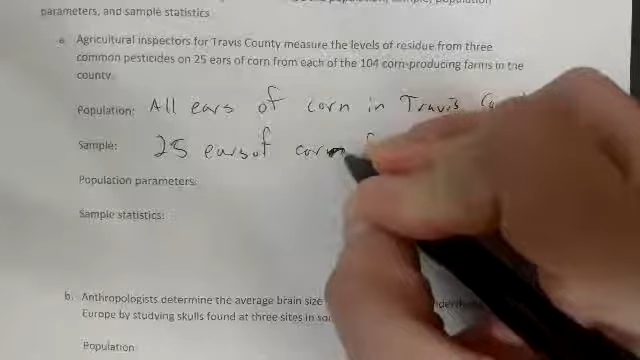 parameters, and sample statistics
a. Agricultural inspectors for Travis County measure the levels of residue from three
common pesticides on 25 ears of corn from each of the 104 corn-producing farms in the
county.
Population: All ears of corn in Travis
Sample: 25 ears of corn
Population parameters:
Sample statistics:
b. Anthropologists determine the average brain size
Europe by studying skulls found at three sites in
Population: